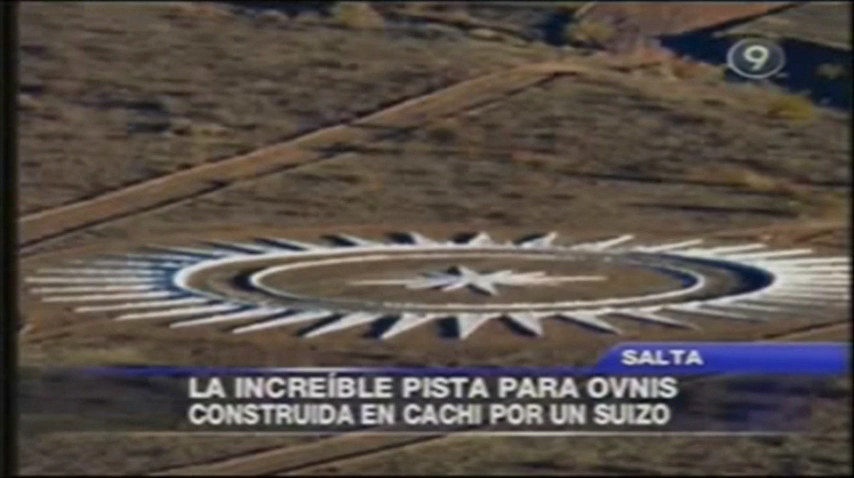 9
SALTA
LA INCREÍBLE PISTA PARA OVNIS
CONSTRUIDA EN CACHI POR UN SUIZO